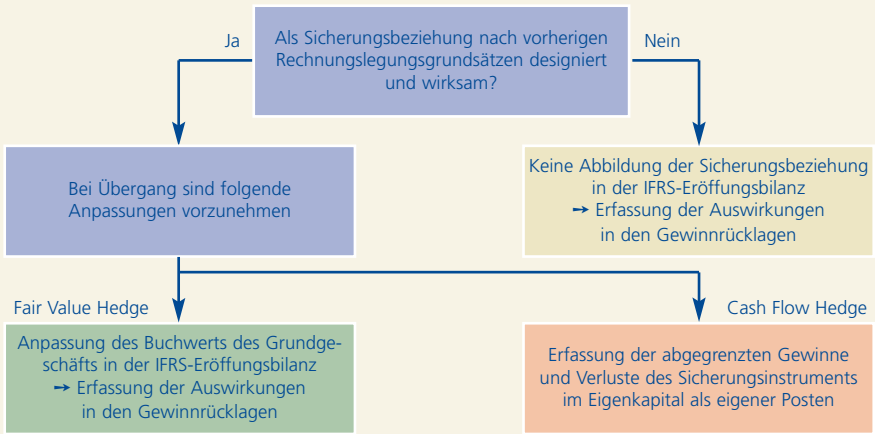 Ja
Als Sicherungsbeziehung nach vorherigen
Rechnungslegungsgrundsätzen designiert
und wirksam?
Nein
Bei Übergang sind folgende
Anpassungen vorzunehmen
Keine Abbildung der Sicherungsbeziehung
in der IFRS-Eröffungsbilanz
➙ Erfassung der Auswirkungen
in den Gewinnrücklagen
Fair Value Hedge
Anpassung des Buchwerts des Grundge-
schäfts in der IFRS-Eröffungsbilanz
➙ Erfassung der Auswirkungen
in den Gewinnrücklagen
Cash Flow Hedge
Erfassung der abgegrenzten Gewinne
und Verluste des Sicherungsinstruments
im Eigenkapital als eigener Posten